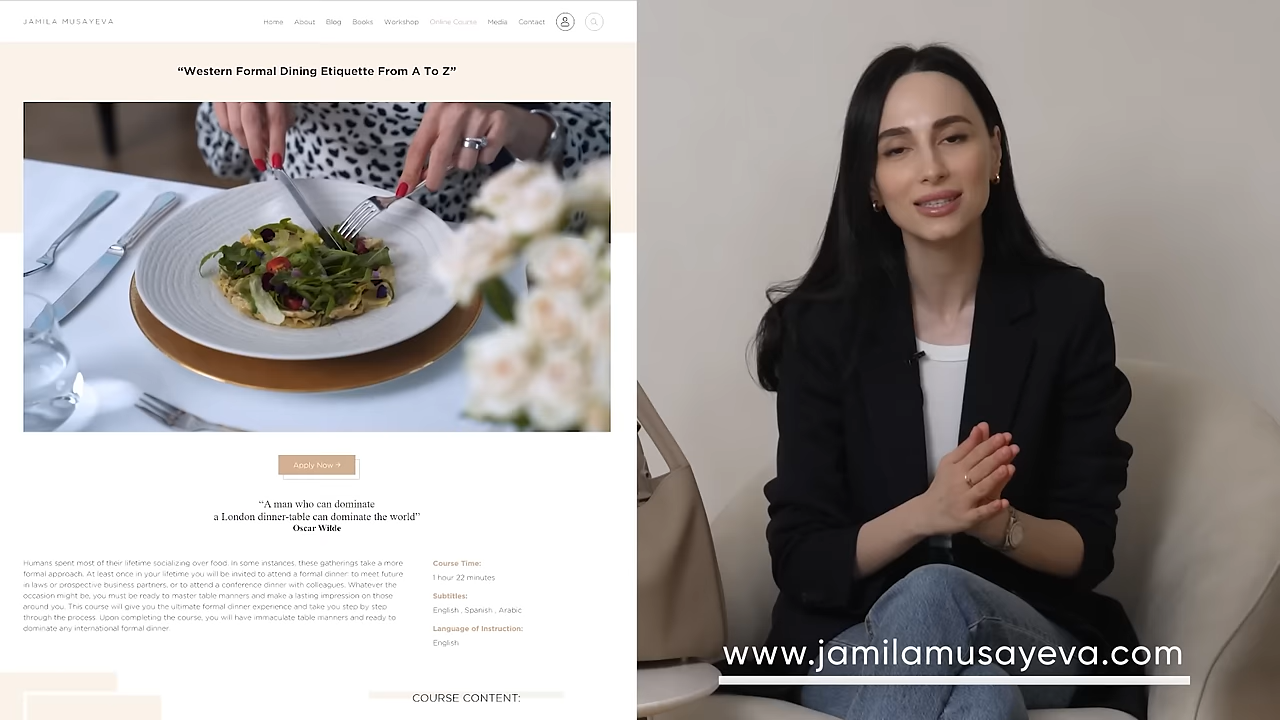 JAMILA MUSAYEVA
Home About Blog Books Workshop Online Course Media Contact
“Western Formal Dining Etiquette From A To Z”
Apply Now →
“A man who can dominate
a London dinner-table can dominate the world”
Oscar Wilde
Humans spent most of their lifetime socializing over food. In some instances, these gatherings take a more
formal approach. At least once in your lifetime you will be invited to attend a formal dinner: to meet future
in laws or prospective business partners, or to attend a conference dinner with colleagues. Whatever the
occasion might be, you must be ready to master table manners and make a lasting impression on those
around you. This course will give you the ultimate formal dinner experience and take you step by step
through the process. Upon completing the course, you will have immaculate table manners and ready to
dominate any international formal dinner.
Course Time:
1 hour 22 minutes
Subtitles:
English , Spanish , Arabic
Language of Instruction:
English
COURSE CONTENT:
www.jamilamusayeva.com